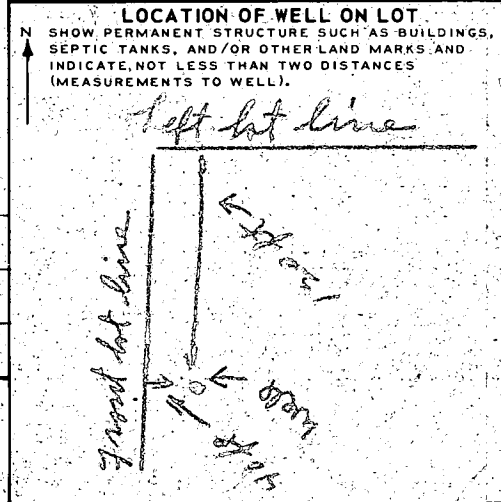 LOCATION OF WELL ON LOT
N SHOW PERMANENT STRUCTURE SUCH AS BUILDINGS,
SEPTIC TANKS, AND/OR OTHER LAND MARKS AND
INDICATE, NOT LESS THAN TWO DISTANCES
(MEASUREMENTS TO WELL).
left lot line
Front lot line
well